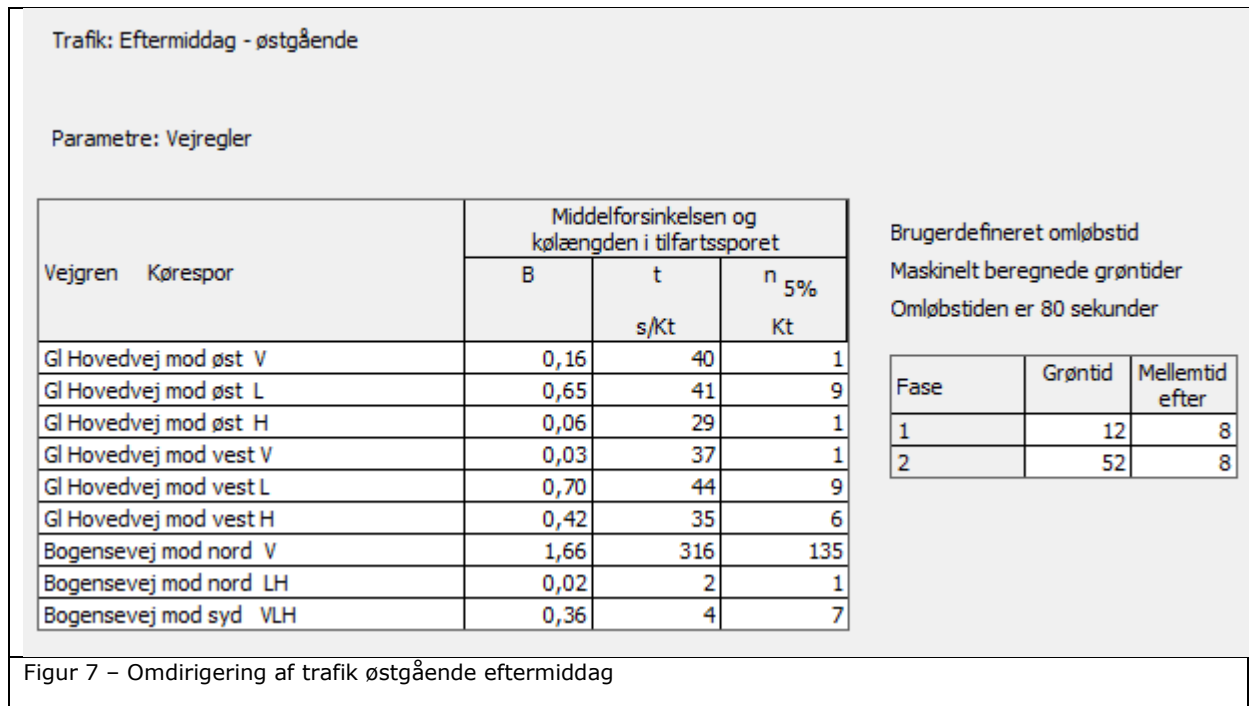 Trafik: Eftermiddag - østgående
Parametre: Vejregler
Vejgren Kørespor
Middelforsinkelsen og
kølængden i tilfartssporet
B t n 5%
s/Kt Kt
Gl Hovedvej mod øst V 0,16 40 1
Gl Hovedvej mod øst L 0,65 41 9
Gl Hovedvej mod øst H 0,06 29 1
Gl Hovedvej mod vest V 0,03 37 1
Gl Hovedvej mod vest L 0,70 44 9
Gl Hovedvej mod vest H 0,42 35 6
Bogensevej mod nord V 1,66 316 135
Bogensevej mod nord LH 0,02 2 1
Bogensevej mod syd VLH 0,36 4 7
Brugerdefineret omløbstid
Maskinelt beregnede grøntider
Omløbstiden er 80 sekunder
Fase Grøntid Mellemtid
efter
1 12 8
2 52 8
Figur 7 – Omdirigering af trafik østgående eftermiddag